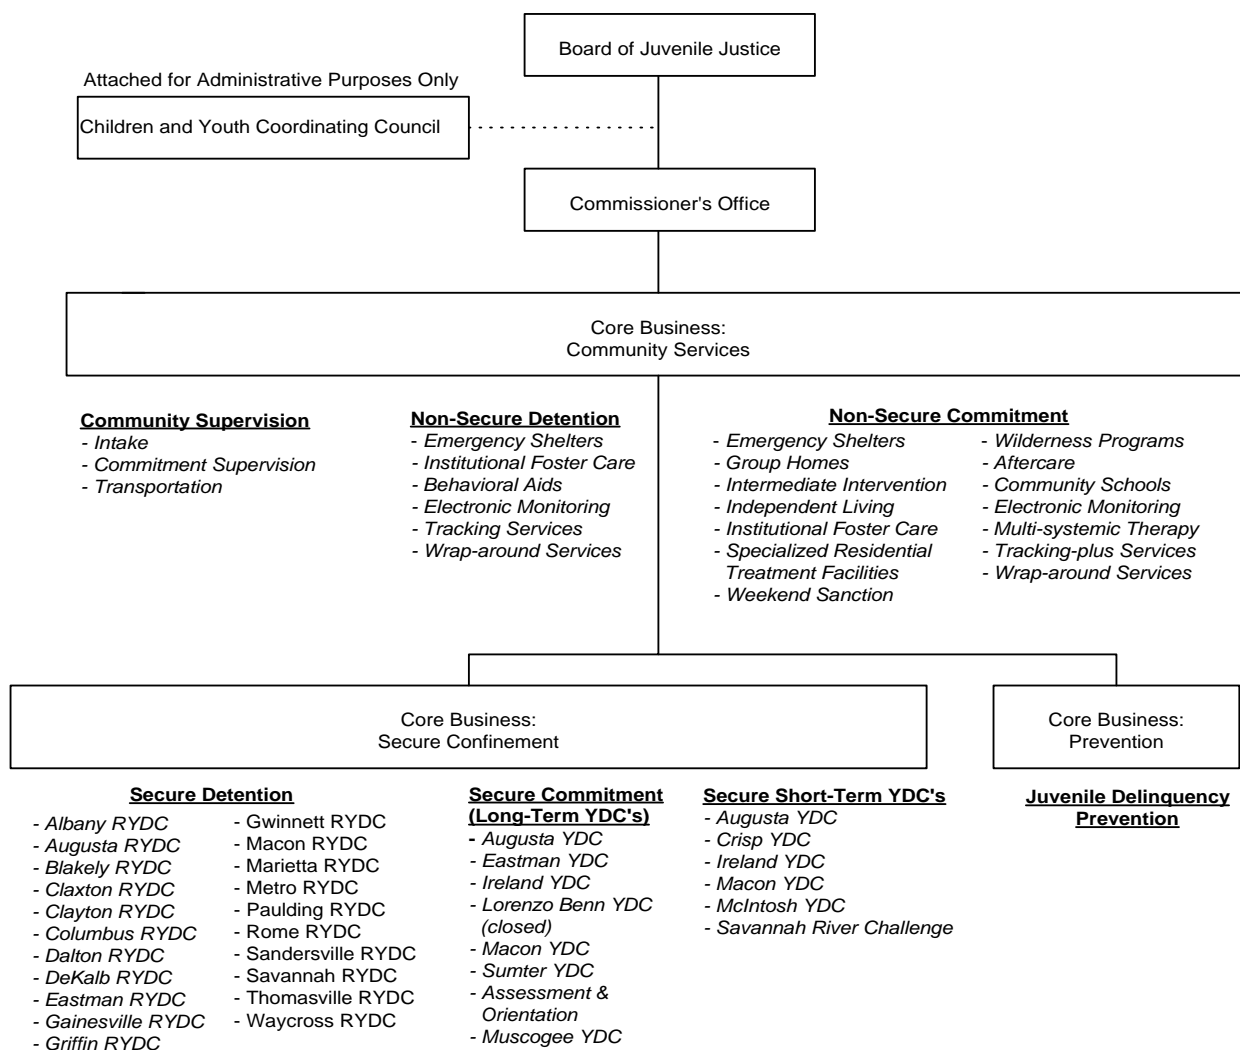 Board of Juvenile Justice
Attached for Administrative Purposes Only
Children and Youth Coordinating Council
Commissioner's Office
Core Business:
Community Services
Community Supervision
- Intake
- Commitment Supervision
- Transportation
Non-Secure Detention
- Emergency Shelters
- Institutional Foster Care
- Behavioral Aids
- Electronic Monitoring
- Tracking Services
- Wrap-around Services
Non-Secure Commitment
- Emergency Shelters
- Group Homes
- Intermediate Intervention
- Independent Living
- Institutional Foster Care
- Specialized Residential
Treatment Facilities
- Weekend Sanction
- Wilderness Programs
- Aftercare
- Community Schools
- Electronic Monitoring
- Multi-systemic Therapy
- Tracking-plus Services
- Wrap-around Services
Core Business:
Secure Confinement
Core Business:
Prevention
Secure Detention
- Albany RYDC
- Augusta RYDC
- Blakely RYDC
- Claxton RYDC
- Clayton RYDC
- Columbus RYDC
- Dalton RYDC
- DeKalb RYDC
- Eastman RYDC
- Gainesville RYDC
- Griffin RYDC
- Gwinnett RYDC
- Macon RYDC
- Marietta RYDC
- Metro RYDC
- Paulding RYDC
- Rome RYDC
- Sandersville RYDC
- Savannah RYDC
- Thomasville RYDC
- Waycross RYDC
Secure Commitment
(Long-Term YDC's)
- Augusta YDC
- Eastman YDC
- Ireland YDC
- Lorenzo Benn YDC
(closed)
- Macon YDC
- Sumter YDC
- Assessment &
Orientation
- Muscogee YDC
Secure Short-Term YDC's
- Augusta YDC
- Crisp YDC
- Ireland YDC
- Macon YDC
- McIntosh YDC
- Savannah River Challenge
Juvenile Delinquency
Prevention